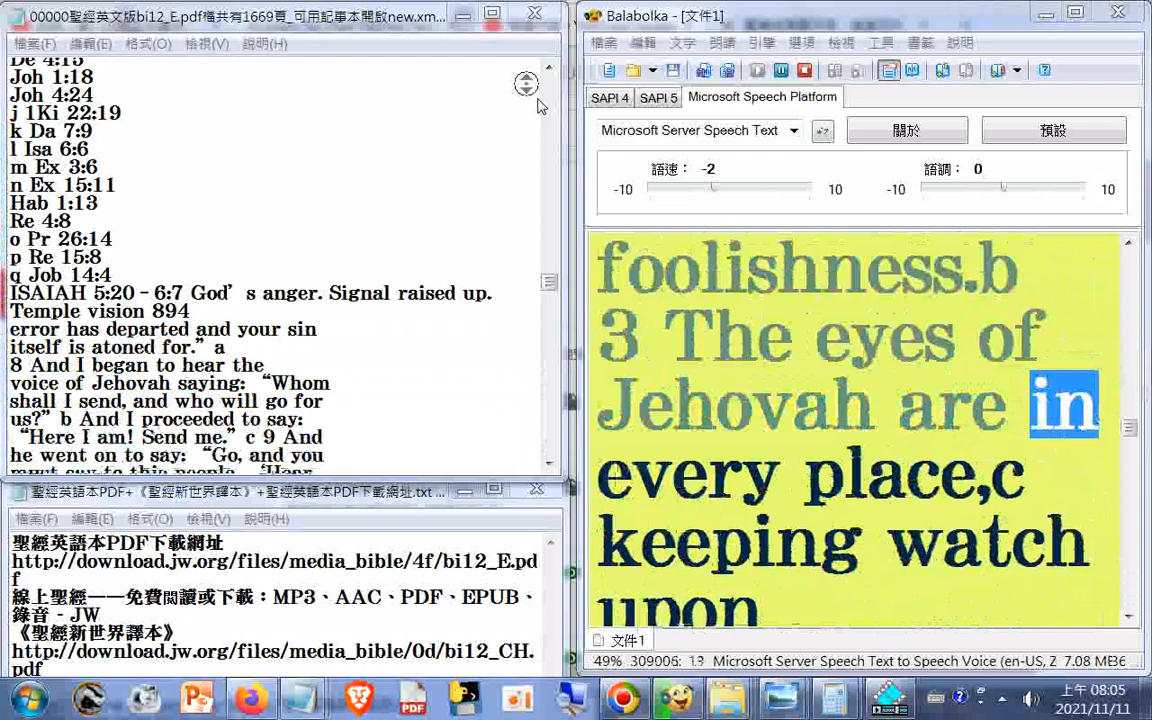 00000聖經英文版bi12_E.pdf檔共有1669頁_可用記事本開啟new.xm...
檔案(F) 編輯(E) 格式(O) 檢視(V) 說明(H)
De 4:15
Joh 1:18
Joh 4:24
j 1Ki 22:19
k Da 7:9
l Isa 6:6
m Ex 3:6
n Ex 15:11
Hab 1:13
Re 4:8
o Pr 26:14
p Re 15:8
q Job 14:4
ISAIAH 5:20–6:7 God’s anger. Signal raised up.
Temple vision 894
error has departed and your sin
itself is atoned for.” a
8 And I began to hear the
voice of Jehovah saying: “Whom
shall I send, and who will go for
us?” b And I proceeded to say:
“Here I am! Send me.” c 9 And
he went on to say: “Go, and you
must say to this people, ‘Hear
聖經英語本PDF+《聖經新世界譯本》+聖經英語本PDF下載網址.txt ...
檔案(F) 編輯(E) 格式(O) 檢視(V) 說明(H)
聖經英語本PDF下載網址
http://download.jw.org/files/media_bible/4f/bi12_E.pd
f
線上聖經——免費閱讀或下載：MP3、AAC、PDF、EPUB、
錄音 - JW
《聖經新世界譯本》
http://download.jw.org/files/media_bible/0d/bi12_CH.
pdf
Balabolka - [文件1]
檔案 編輯 文字 朗讀 引擎 選項 檢視 工具 書籤 說明
SAPI 4 SAPI 5 Microsoft Speech Platform
Microsoft Server Speech Text 關於 預設
語速： -2 語調： 0
-10 10 -10 10
foolishness.b
3 The eyes of
Jehovah are in
every place,c
keeping watch
upon
文件1
49% 309006: 13 Microsoft Server Speech Text to Speech Voice (en-US, Z 7.08 MB
上午 08:05
2021/11/11